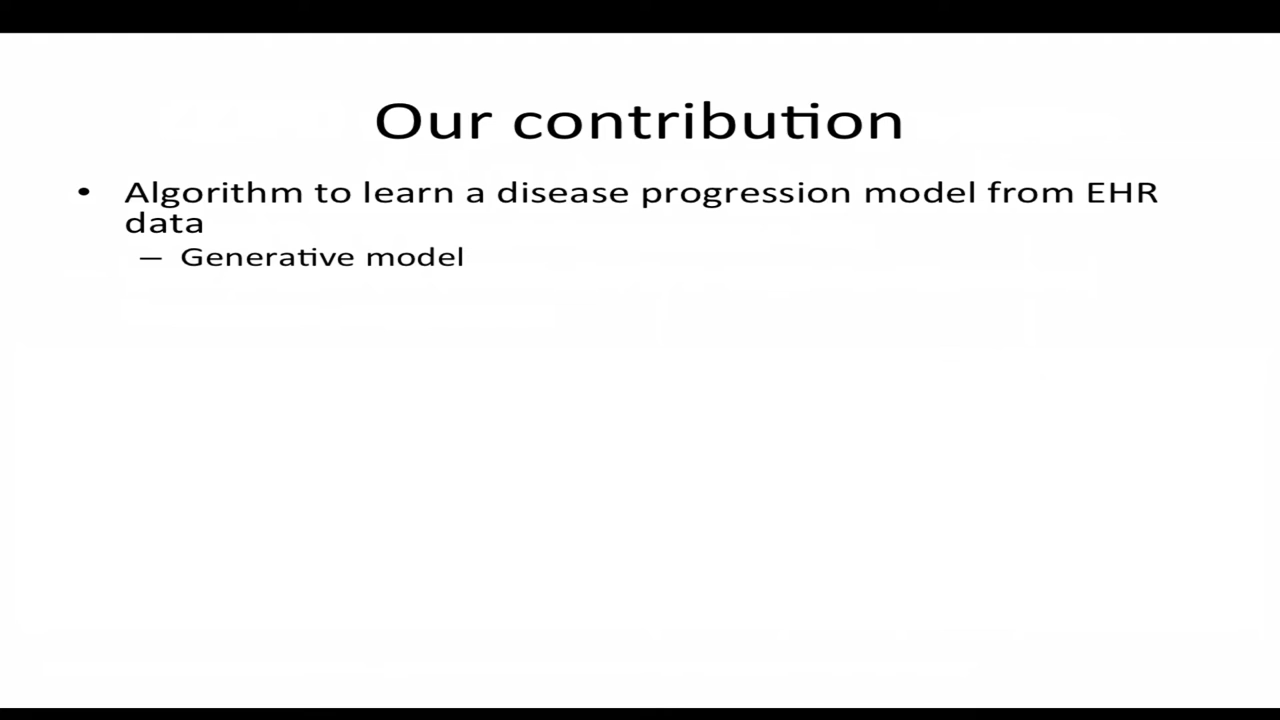 Our contribution
• Algorithm to learn a disease progression model from EHR
data
– Generative model